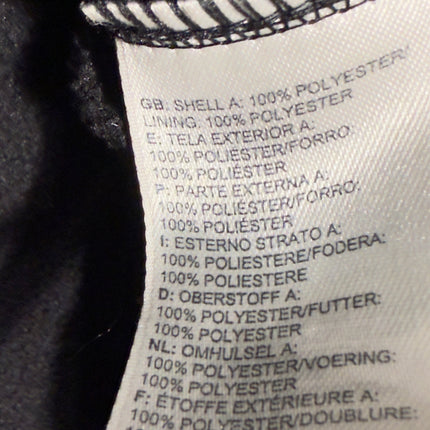 GB: SHELL A: 100% POLYESTER/
LINING: 100% POLYESTER
E: TELA EXTERIOR A:
100% POLIÉSTER/FORRO:
100% POLIÉSTER
P: PARTE EXTERNA A:
100% POLIÉSTER/FORRO:
100% POLIÉSTER
I: ESTERNO STRATO A:
100% POLIESTERE/FODERA:
100% POLIESTERE
D: OBERSTOFF A:
100% POLYESTER/FUTTER:
100% POLYESTER
NL: OMHULSEL A:
100% POLYESTER/VOERING:
100% POLYESTER
F: ÉTOFFE EXTÉRIEURE A:
100% POLYESTER/DOUBLURE: